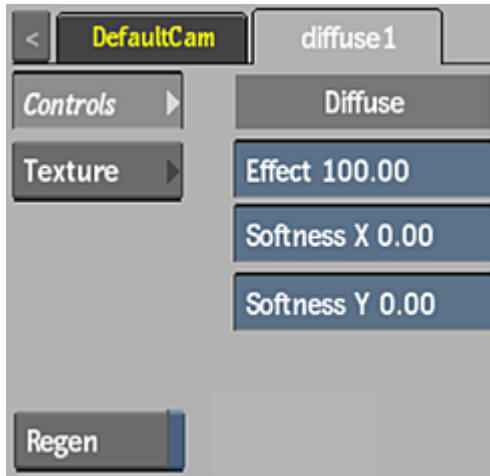 < DefaultCam diffuse1
Controls Diffuse
Texture Effect 100.00
Softness X 0.00
Softness Y 0.00
Regen